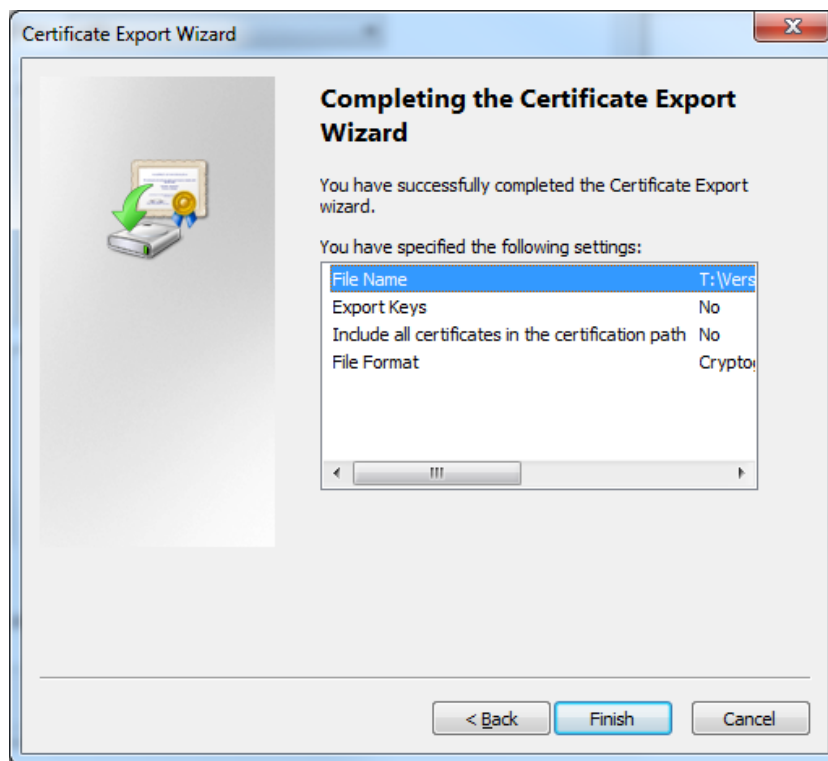 Certificate Export Wizard
Completing the Certificate Export
Wizard
You have successfully completed the Certificate Export
wizard.
You have specified the following settings:
File Name T:\Vers
Export Keys No
Include all certificates in the certification path No
File Format Crypto
< Back Finish Cancel